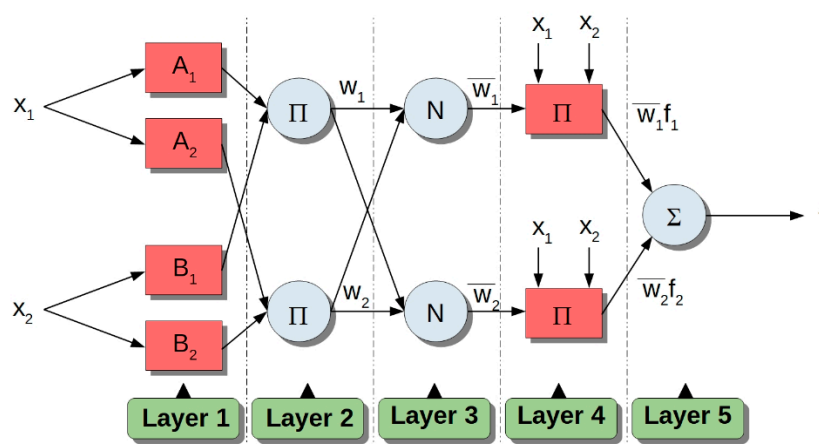 x₁ x₂
A₁
Π w₁ N w̅₁ Π w̅₁f₁
x₁
A₂
Σ
B₁
x₁ x₂
x₂
Π w₂ N w̅₂ Π w̅₂f₂
B₂
Layer 1 Layer 2 Layer 3 Layer 4 Layer 5